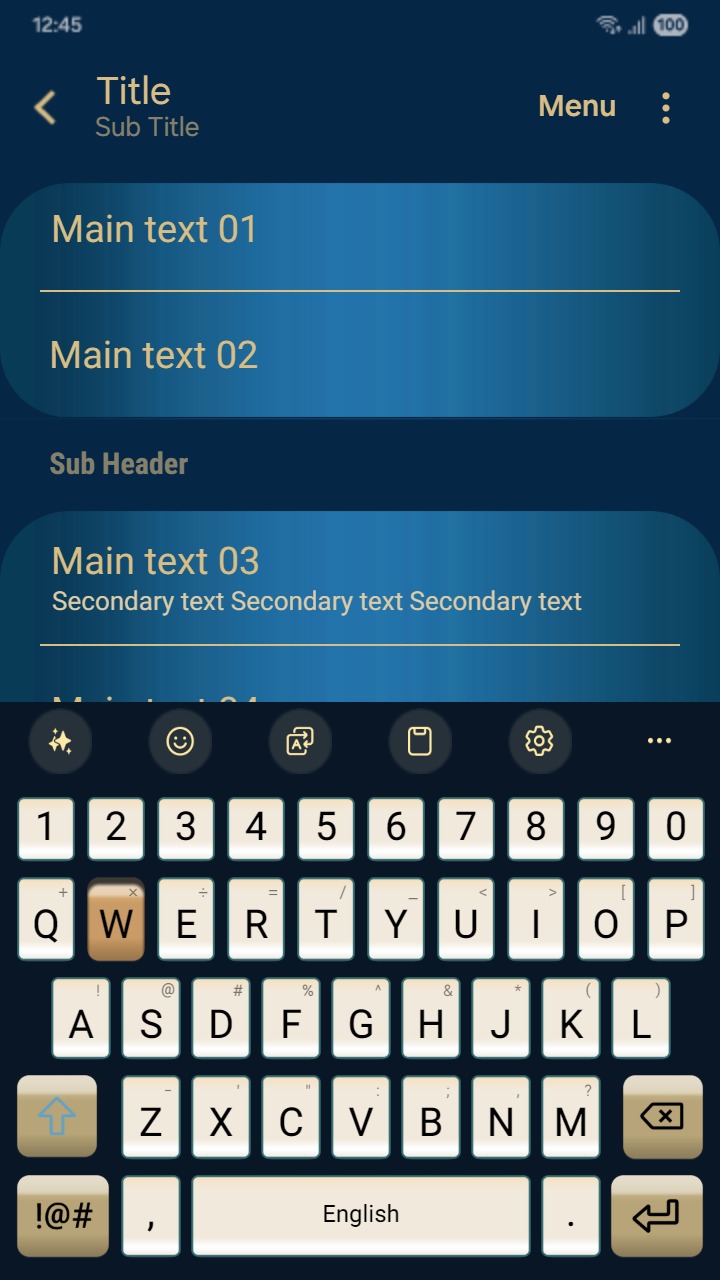 12:45 100
Title
Sub Title
Menu
Main text 01
Main text 02
Sub Header
Main text 03
Secondary text Secondary text Secondary text
1 2 3 4 5 6 7 8 9 0
+ × ÷ = / _ < > [ ]
Q W E R T Y U I O P
! @ # % ^ & * ( )
A S D F G H J K L
- ' " : ; , ?
Z X C V B N M
!@# , English .